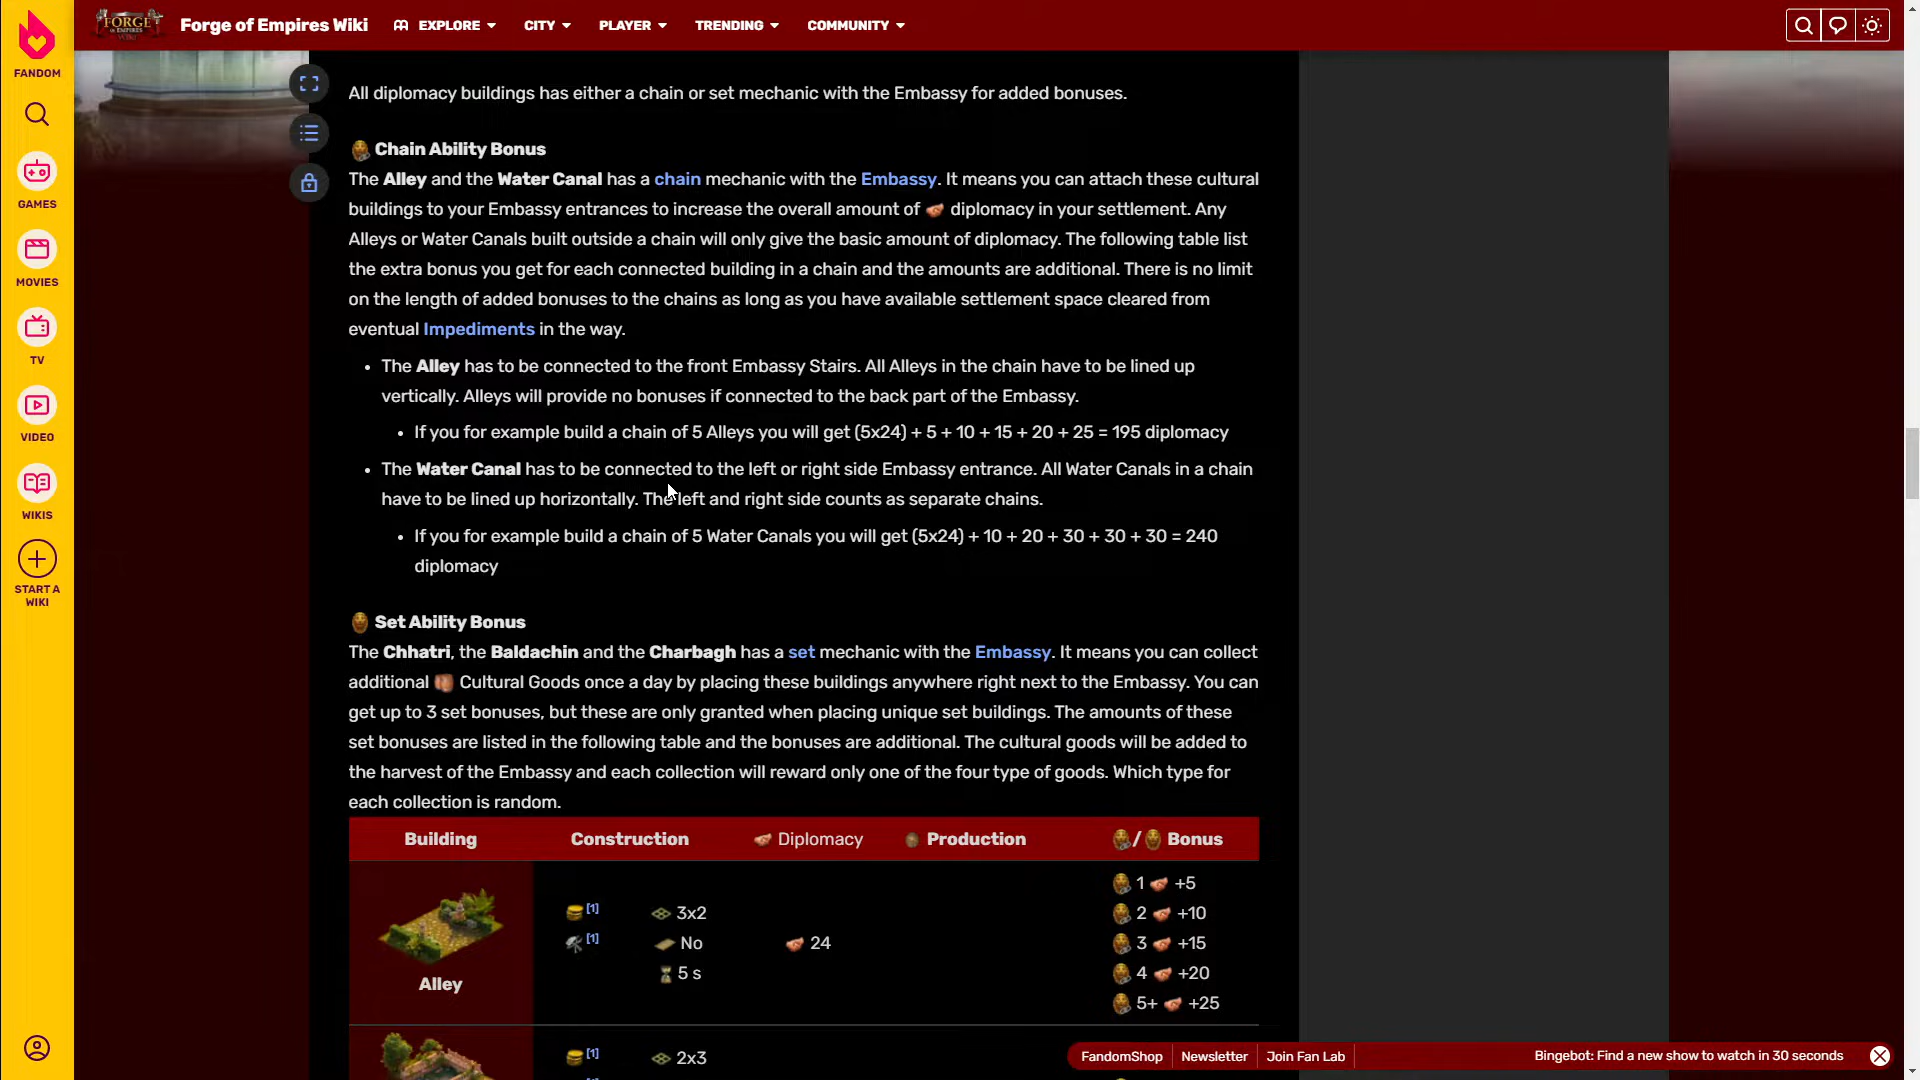 Forge of Empires Wiki
EXPLORE
CITY
PLAYER
TRENDING
COMMUNITY
FORGE
OF EMPIRES
FANDOM
GAMES
MOVIES
TV
VIDEO
WIKIS
START A
WIKI
All diplomacy buildings has either a chain or set mechanic with the Embassy for added bonuses.
Chain Ability Bonus
The Alley and the Water Canal has a chain mechanic with the Embassy. It means you can attach these cultural
buildings to your Embassy entrances to increase the overall amount of diplomacy in your settlement. Any
Alleys or Water Canals built outside a chain will only give the basic amount of diplomacy. The following table list
the extra bonus you get for each connected building in a chain and the amounts are additional. There is no limit
on the length of added bonuses to the chains as long as you have available settlement space cleared from
eventual Impediments in the way.
• The Alley has to be connected to the front Embassy Stairs. All Alleys in the chain have to be lined up
vertically. Alleys will provide no bonuses if connected to the back part of the Embassy.
• If you for example build a chain of 5 Alleys you will get (5x24) + 5 + 10 + 15 + 20 + 25 = 195 diplomacy
• The Water Canal has to be connected to the left or right side Embassy entrance. All Water Canals in a chain
have to be lined up horizontally. The left and right side counts as separate chains.
• If you for example build a chain of 5 Water Canals you will get (5x24) + 10 + 20 + 30 + 30 + 30 = 240
diplomacy
Set Ability Bonus
The Chhatri, the Baldachin and the Charbagh has a set mechanic with the Embassy. It means you can collect
additional Cultural Goods once a day by placing these buildings anywhere right next to the Embassy. You can
get up to 3 set bonuses, but these are only granted when placing unique set buildings. The amounts of these
set bonuses are listed in the following table and the bonuses are additional. The cultural goods will be added to
the harvest of the Embassy and each collection will reward only one of the four type of goods. Which type for
each collection is random.
Building Construction Diplomacy Production / Bonus
1 +5
[1] 3x2 2 +10
[1] No 24 3 +15
5 s 4 +20
Alley
5+ +25
[1] 2x3
FandomShop Newsletter Join Fan Lab
Bingebot: Find a new show to watch in 30 seconds